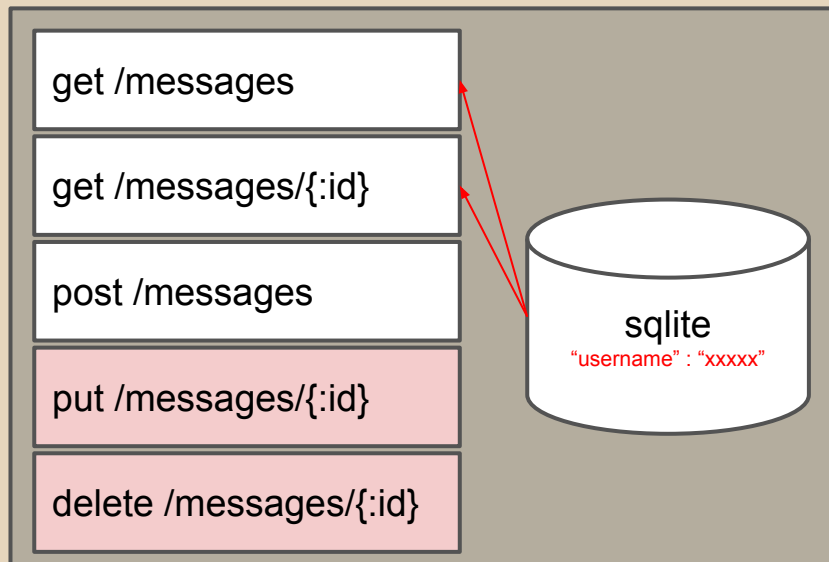 get /messages
get /messages/{:id}
post /messages
put /messages/{:id}
delete /messages/{:id}
sqlite
“username” : “xxxxx”